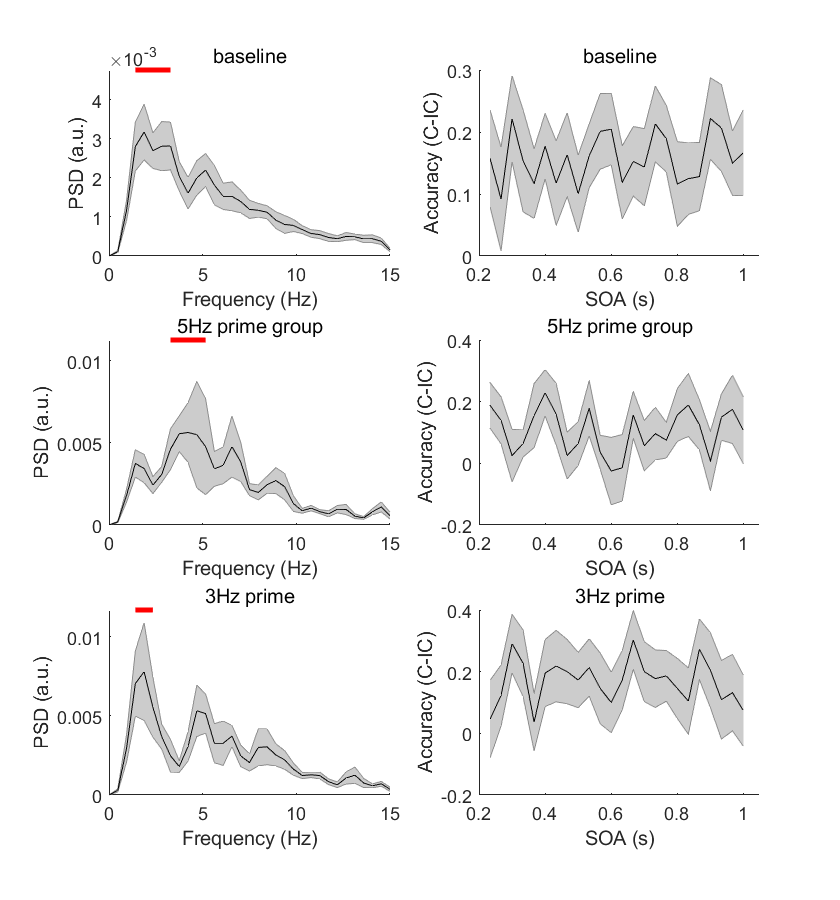 ×10⁻³
baseline
4
3
2
1
0
PSD (a.u.)
0 5 10 15
Frequency (Hz)
baseline
0.3
0.2
0.1
0
Accuracy (C-IC)
0.2 0.4 0.6 0.8 1
SOA (s)
5Hz prime group
0.01
0.005
0
PSD (a.u.)
0 5 10 15
Frequency (Hz)
5Hz prime group
0.4
0.2
0
-0.2
Accuracy (C-IC)
0.2 0.4 0.6 0.8 1
SOA (s)
3Hz prime
0.01
0.005
0
PSD (a.u.)
0 5 10 15
Frequency (Hz)
3Hz prime
0.4
0.2
0
-0.2
Accuracy (C-IC)
0.2 0.4 0.6 0.8 1
SOA (s)